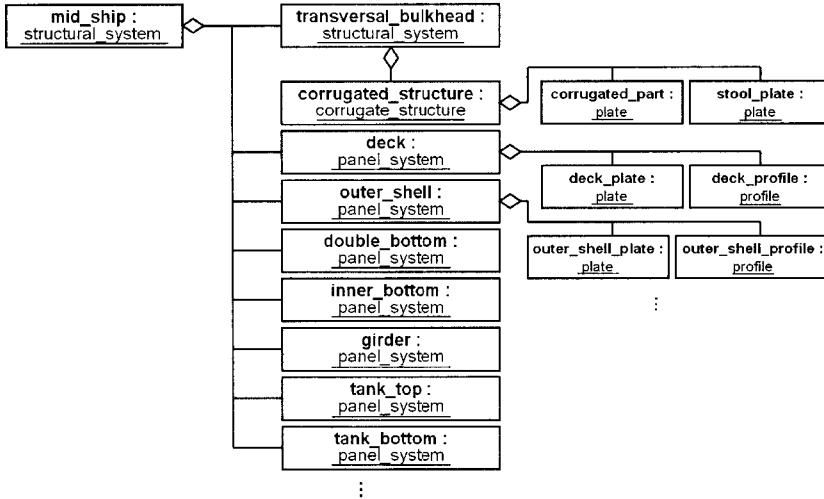 mid_ship :
structural_system
transversal_bulkhead :
structural_system
corrugated_structure :
corrugate_structure
corrugated_part :
plate
stool_plate :
plate
deck :
panel_system
deck_plate :
plate
deck_profile :
profile
outer_shell :
panel_system
outer_shell_plate :
plate
outer_shell_profile :
profile
double_bottom :
panel_system
inner_bottom :
panel_system
girder :
panel_system
tank_top :
panel_system
tank_bottom :
panel_system